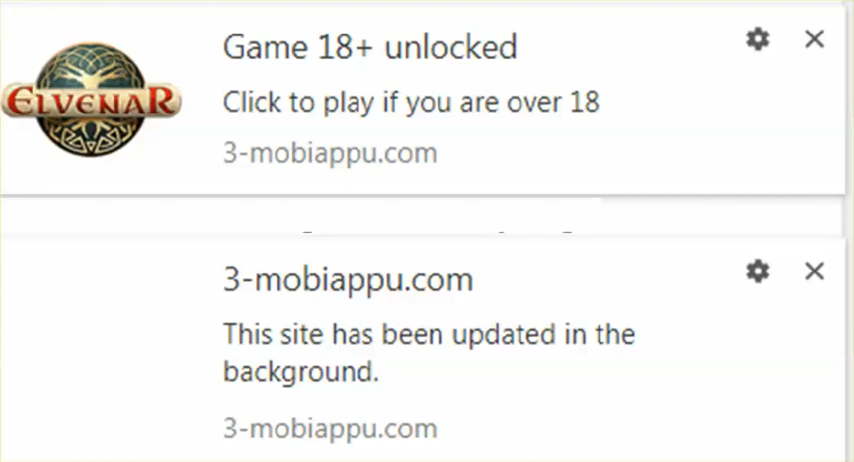 Game 18+ unlocked
ELVENAR
Click to play if you are over 18
3-mobiappu.com
3-mobiappu.com
This site has been updated in the
background.
3-mobiappu.com